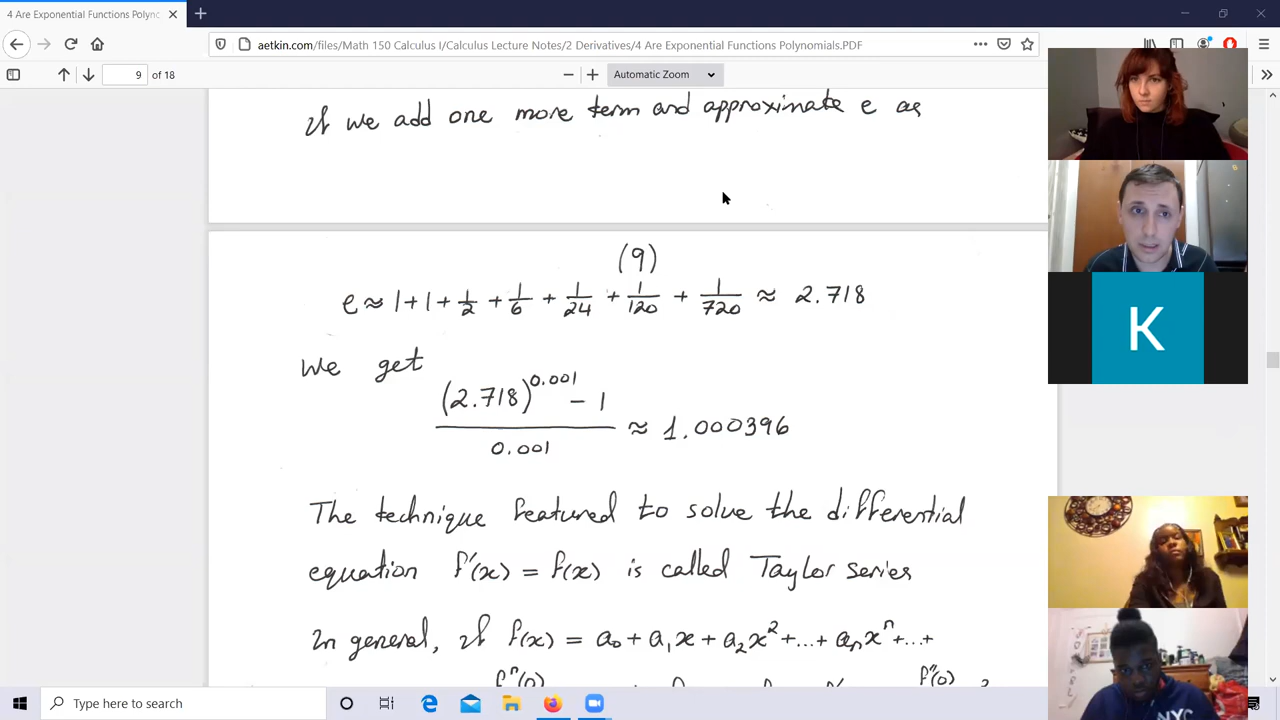 4 Are Exponential Functions Polync
aetkin.com/files/Math 150 Calculus I/Calculus Lecture Notes/2 Derivatives/4 Are Exponential Functions Polynomials.PDF
9 of 18
Automatic Zoom
If we add one more term and approximate e as
(9)
e ≈ 1+1+ 1/2 + 1/6 + 1/24 + 1/120 + 1/720 ≈ 2.718
We get
((2.718)^0.001 - 1) / 0.001 ≈ 1.000396
The technique featured to solve the differential
equation f'(x) = f(x) is called Taylor series
In general, if f(x) = a₀ + a₁x + a₂x² +...+ aₙxⁿ+...+
K
NYC
Type here to search